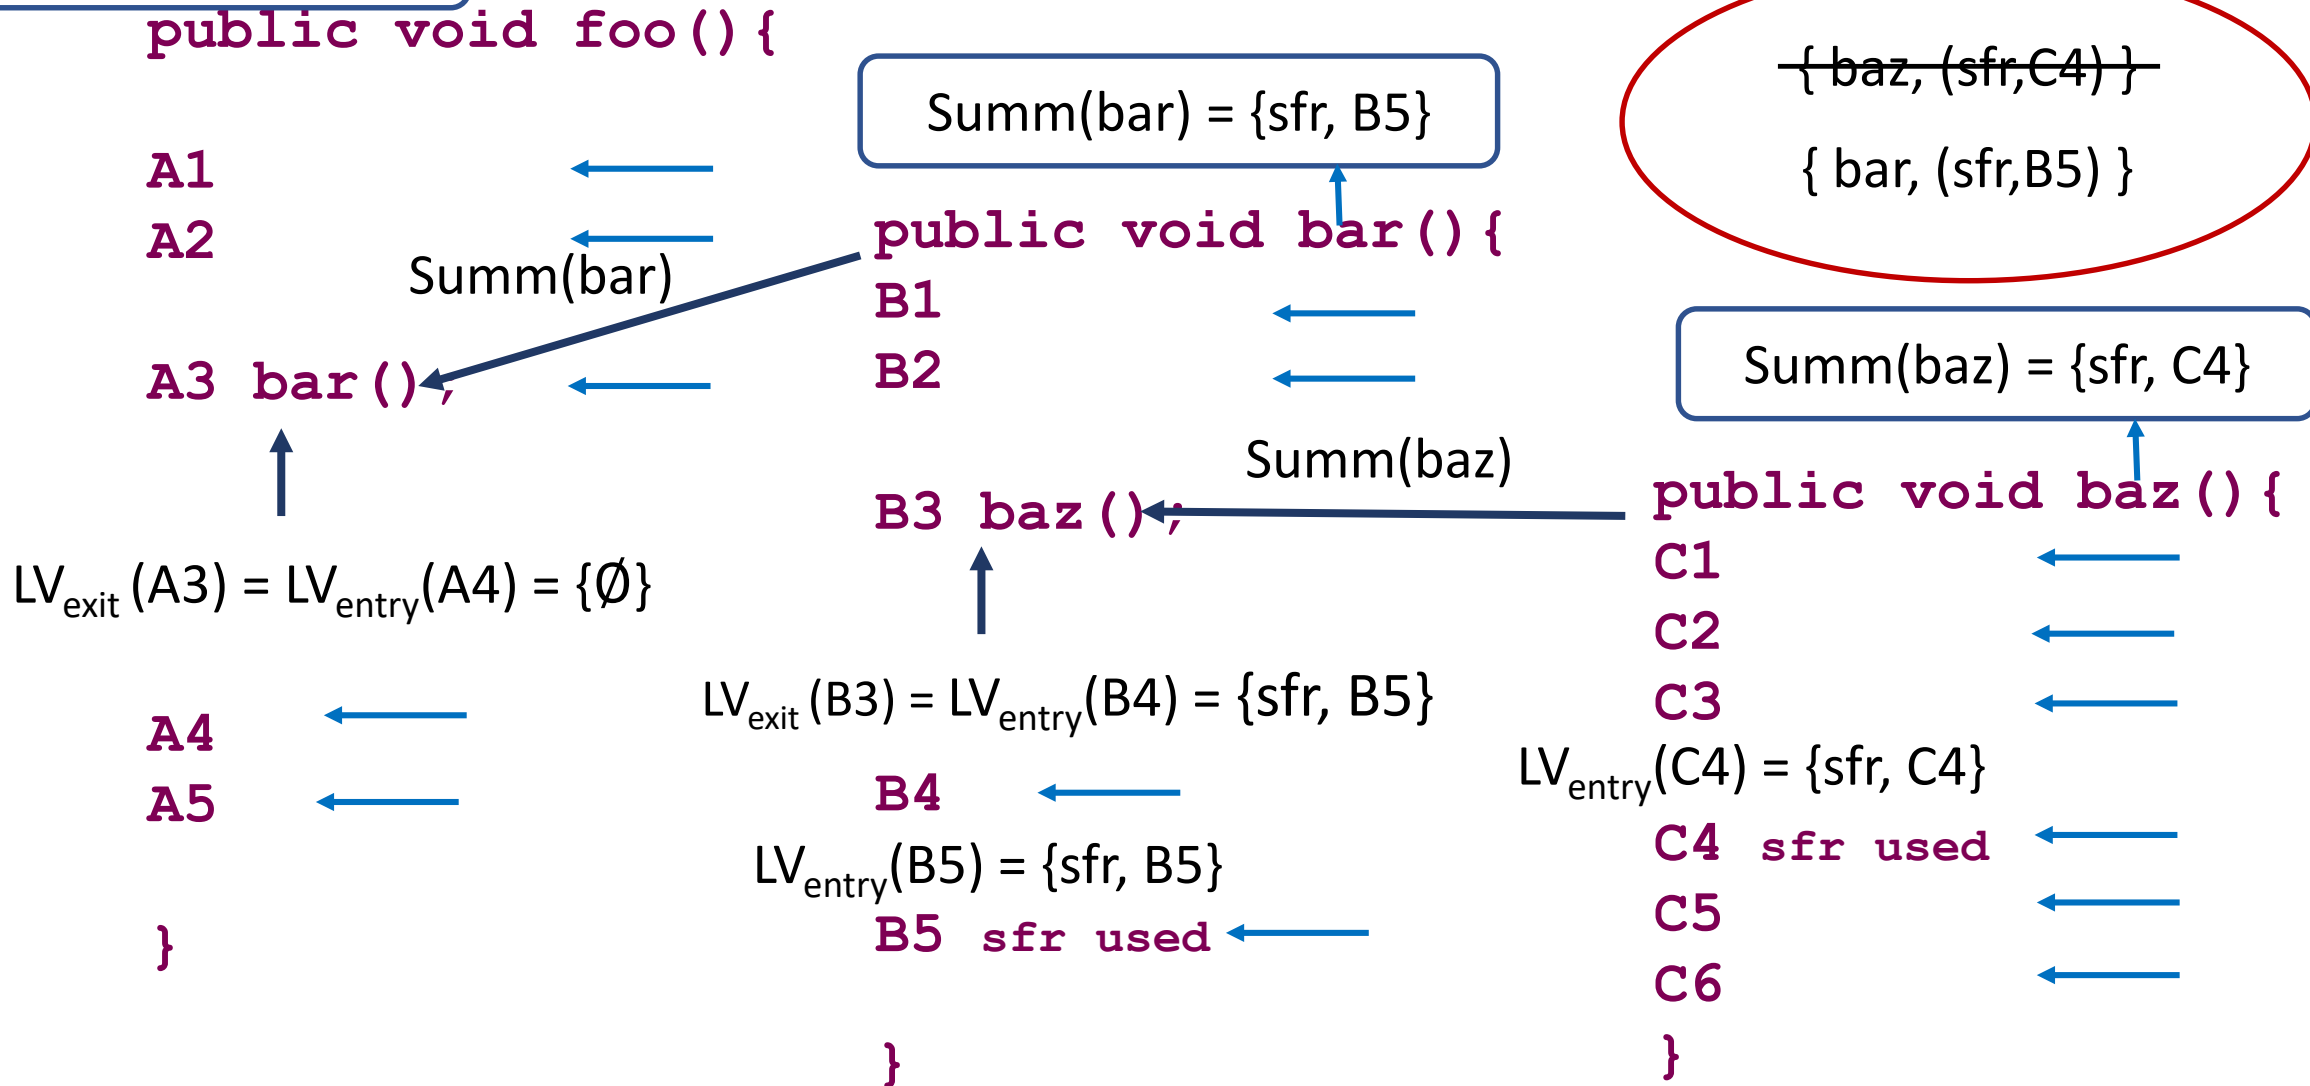 public void foo(){
A1
A2
Summ(bar)
A3 bar();
LVexit (A3) = LVentry(A4) = {Ø}
A4
A5
}
Summ(bar) = {sfr, B5}
public void bar(){
B1
B2
Summ(baz)
B3 baz();
LVexit (B3) = LVentry(B4) = {sfr, B5}
B4
LVentry(B5) = {sfr, B5}
B5 sfr used
}
{ baz, (sfr,C4) }
{ bar, (sfr,B5) }
Summ(baz) = {sfr, C4}
public void baz(){
C1
C2
C3
LVentry(C4) = {sfr, C4}
C4 sfr used
C5
C6
}